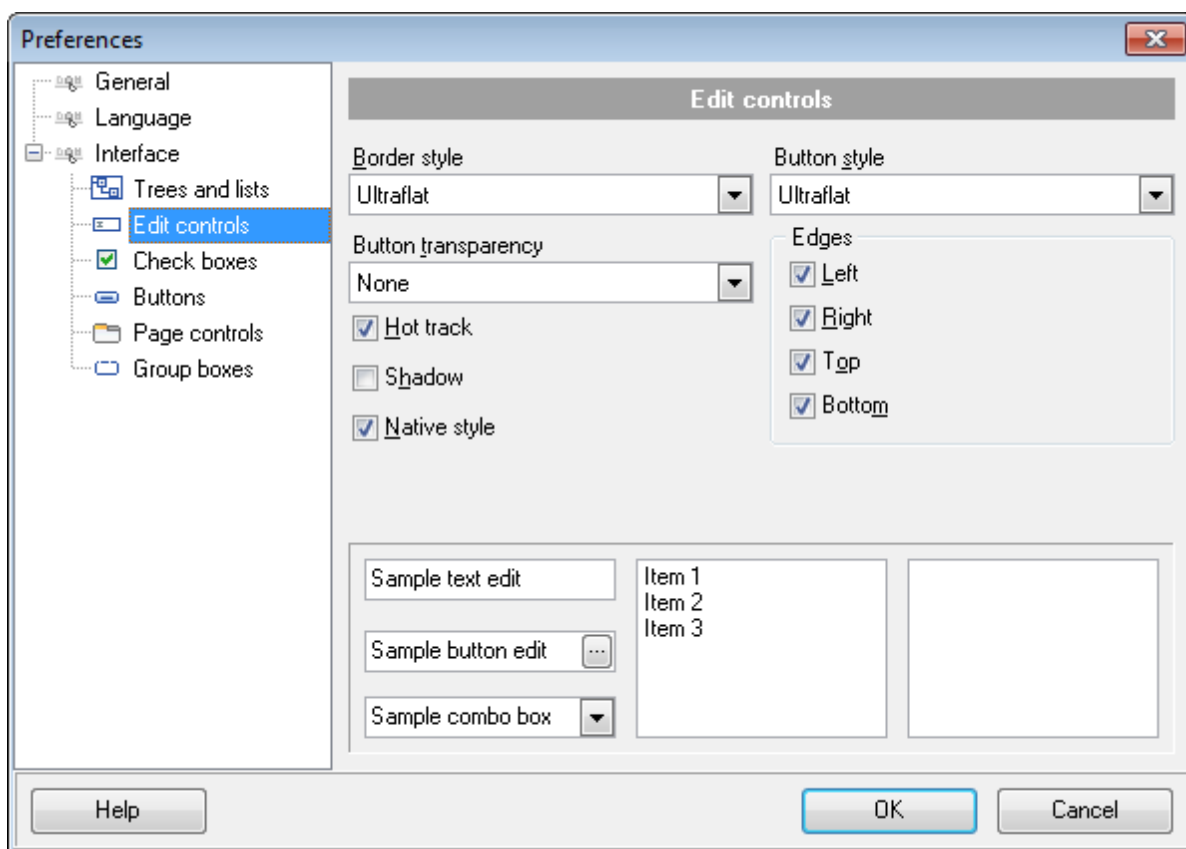 Preferences
General
Language
Interface
Trees and lists
Edit controls
Check boxes
Buttons
Page controls
Group boxes
Edit controls
Border style
Ultraflat
Button style
Ultraflat
Button transparency
None
Hot track
Shadow
Native style
Edges
Left
Right
Top
Bottom
Sample text edit
Sample button edit
...
Sample combo box
Item 1
Item 2
Item 3
Help
OK
Cancel